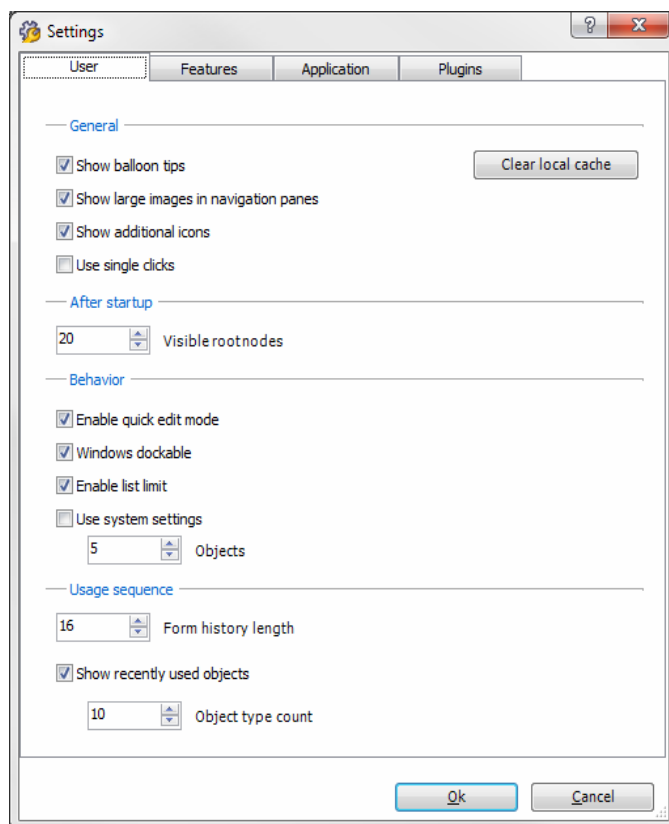 Settings
User
Features
Application
Plugins
General
Show balloon tips
Clear local cache
Show large images in navigation panes
Show additional icons
Use single clicks
After startup
20 Visible rootnodes
Behavior
Enable quick edit mode
Windows dockable
Enable list limit
Use system settings
5 Objects
Usage sequence
16 Form history length
Show recently used objects
10 Object type count
Ok
Cancel